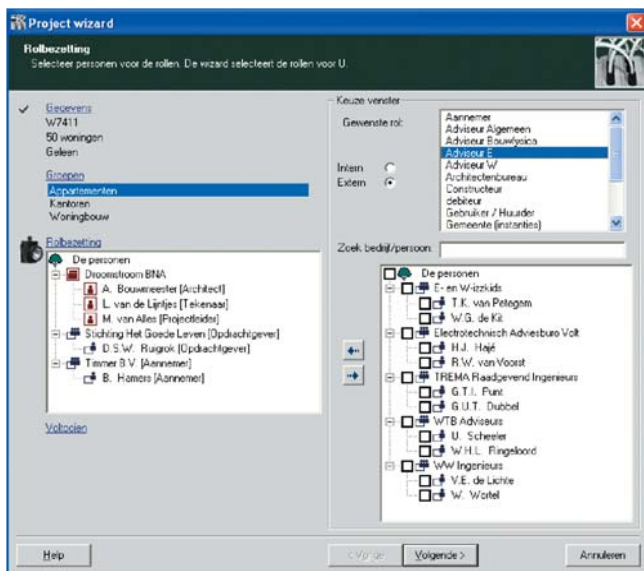 Project wizard
Rolbezetting
Selecteer personen voor de rollen. De wizard selecteert de rollen voor U.
Gegevens
W7411
50 woningen
Geleen
Groepen
Appartementen
Kantoren
Woningbouw
Rolbezetting
De personen
Droomstroom BNA
A. Bouwmeester [Architect]
L. van de Lijntjes [Tekenaar]
M. van Alles [Projectleider]
Stichting Het Goede Leven [Opdrachtgever]
D.S.W. Ruigrok [Opdrachtgever]
Timmer B.V. [Aannemer]
B. Hamers [Aannemer]
Voltooien
Keuze venster
Gewenste rol:
Aannemer
Adviseur Algemeen
Adviseur Bouwfysica
Adviseur E
Adviseur W
Architectenbureau
Constructeur
debiteur
Gebruiker / Huurder
Gemeente (instanties)
Intern
Extern
Zoek bedrijf/persoon:
De personen
E- en W-izzkids
T.K. van Petegem
W.G. de Kit
Electrotechnisch Adviesburo Volt
H.J. Hajé
R.W. van Voorst
TREMA Raadgevend Ingenieurs
G.T.I. Punt
G.U.T. Dubbel
WTB Adviseurs
U. Scheeler
W.H.L. Ringeloord
WW Ingenieurs
V.E. de Lichte
W. Wortel
Help
< Vorige
Volgende >
Annuleren